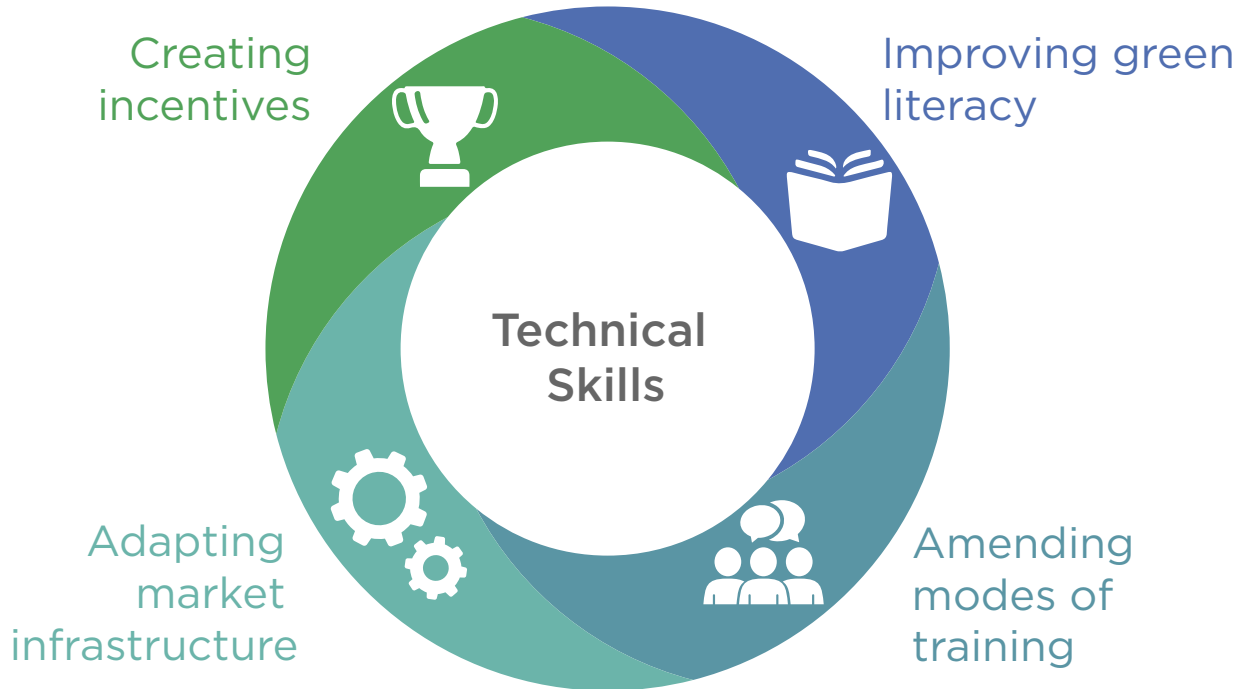 Creating
incentives
Improving green
literacy
Technical
Skills
Adapting
market
infrastructure
Amending
modes of
training